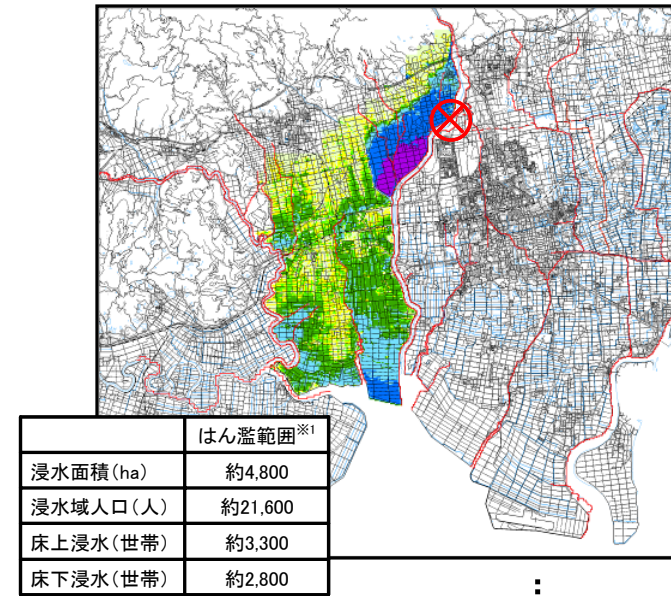 はん濫範囲※1
浸水面積(ha) 約4,800
浸水域人口(人) 約21,600
床上浸水(世帯) 約3,300
床下浸水(世帯) 約2,800
: